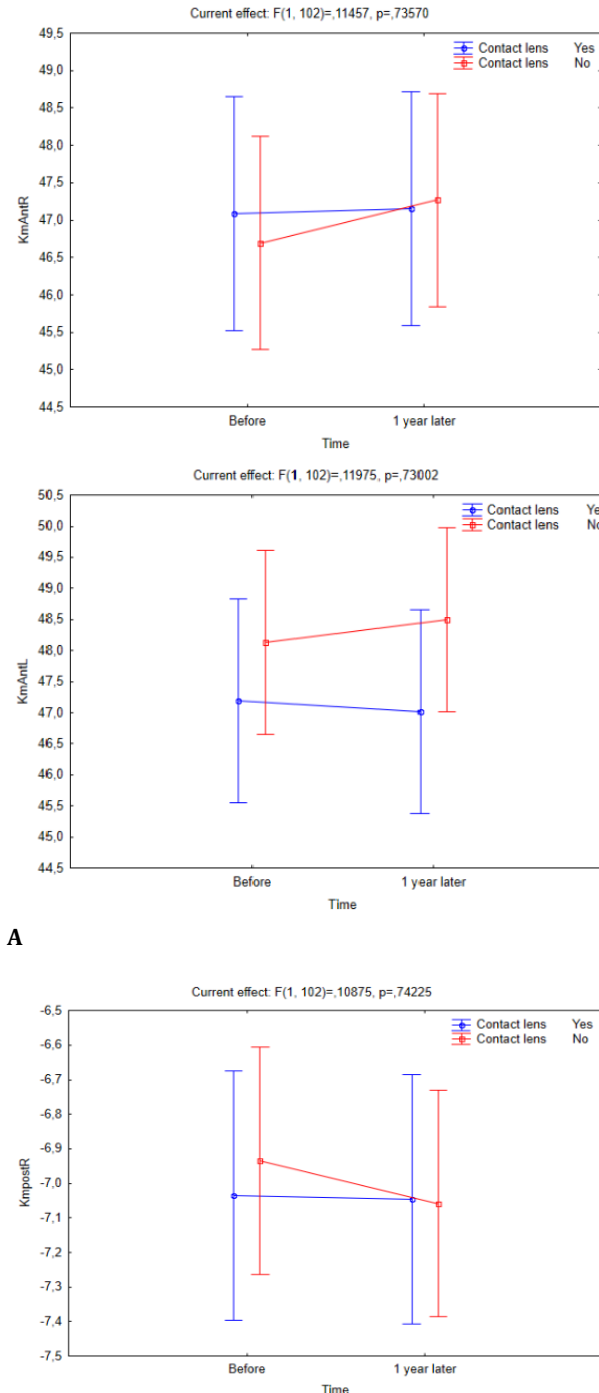 Current effect: F(1, 102)=,11457, p=,73570
49,5
49,0
48,5
48,0
47,5
47,0
46,5
46,0
45,5
45,0
44,5
KmAntR
Contact lens Yes
Contact lens No
Before 1 year later
Time
Current effect: F(1, 102)=,11975, p=,73002
50,5
50,0
49,5
49,0
48,5
48,0
47,5
47,0
46,5
46,0
45,5
45,0
44,5
KmAntL
Contact lens Ye
Contact lens No
Before 1 year later
Time
A
Current effect: F(1, 102)=,10875, p=,74225
-6,5
-6,6
-6,7
-6,8
-6,9
-7,0
-7,1
-7,2
-7,3
-7,4
-7,5
KmpostR
Contact lens Yes
Contact lens No
Before 1 year later
Time